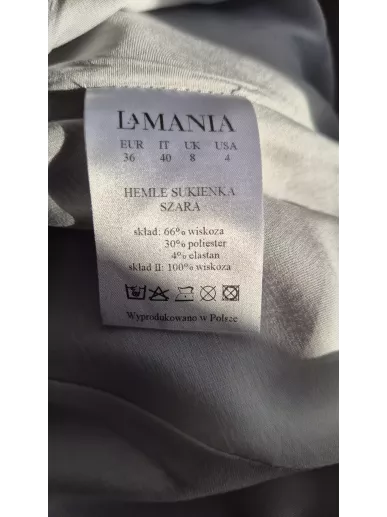 LAMANIA
EUR IT UK USA
36 40 8 4
HEMLE SUKIENKA
SZARA
skład: 66% wiskoza
30% poliester
4% elastan
skład II: 100% wiskoza
Wyprodukowano w Polsce